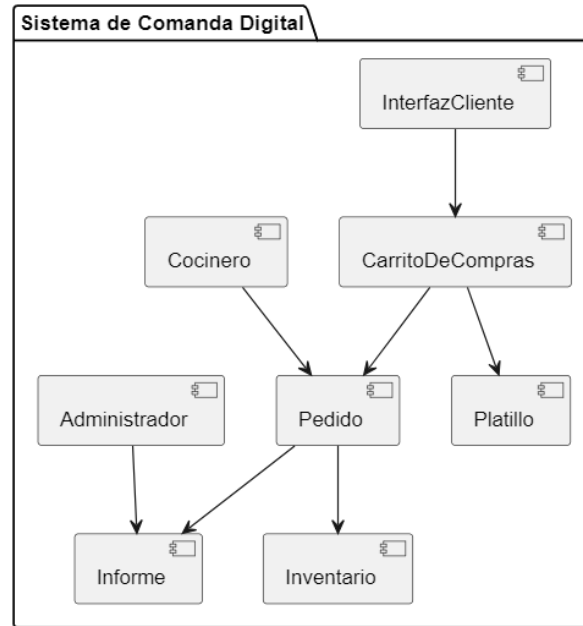 Sistema de Comanda Digital
InterfazCliente
Cocinero
CarritoDeCompras
Administrador
Pedido
Platillo
Informe
Inventario